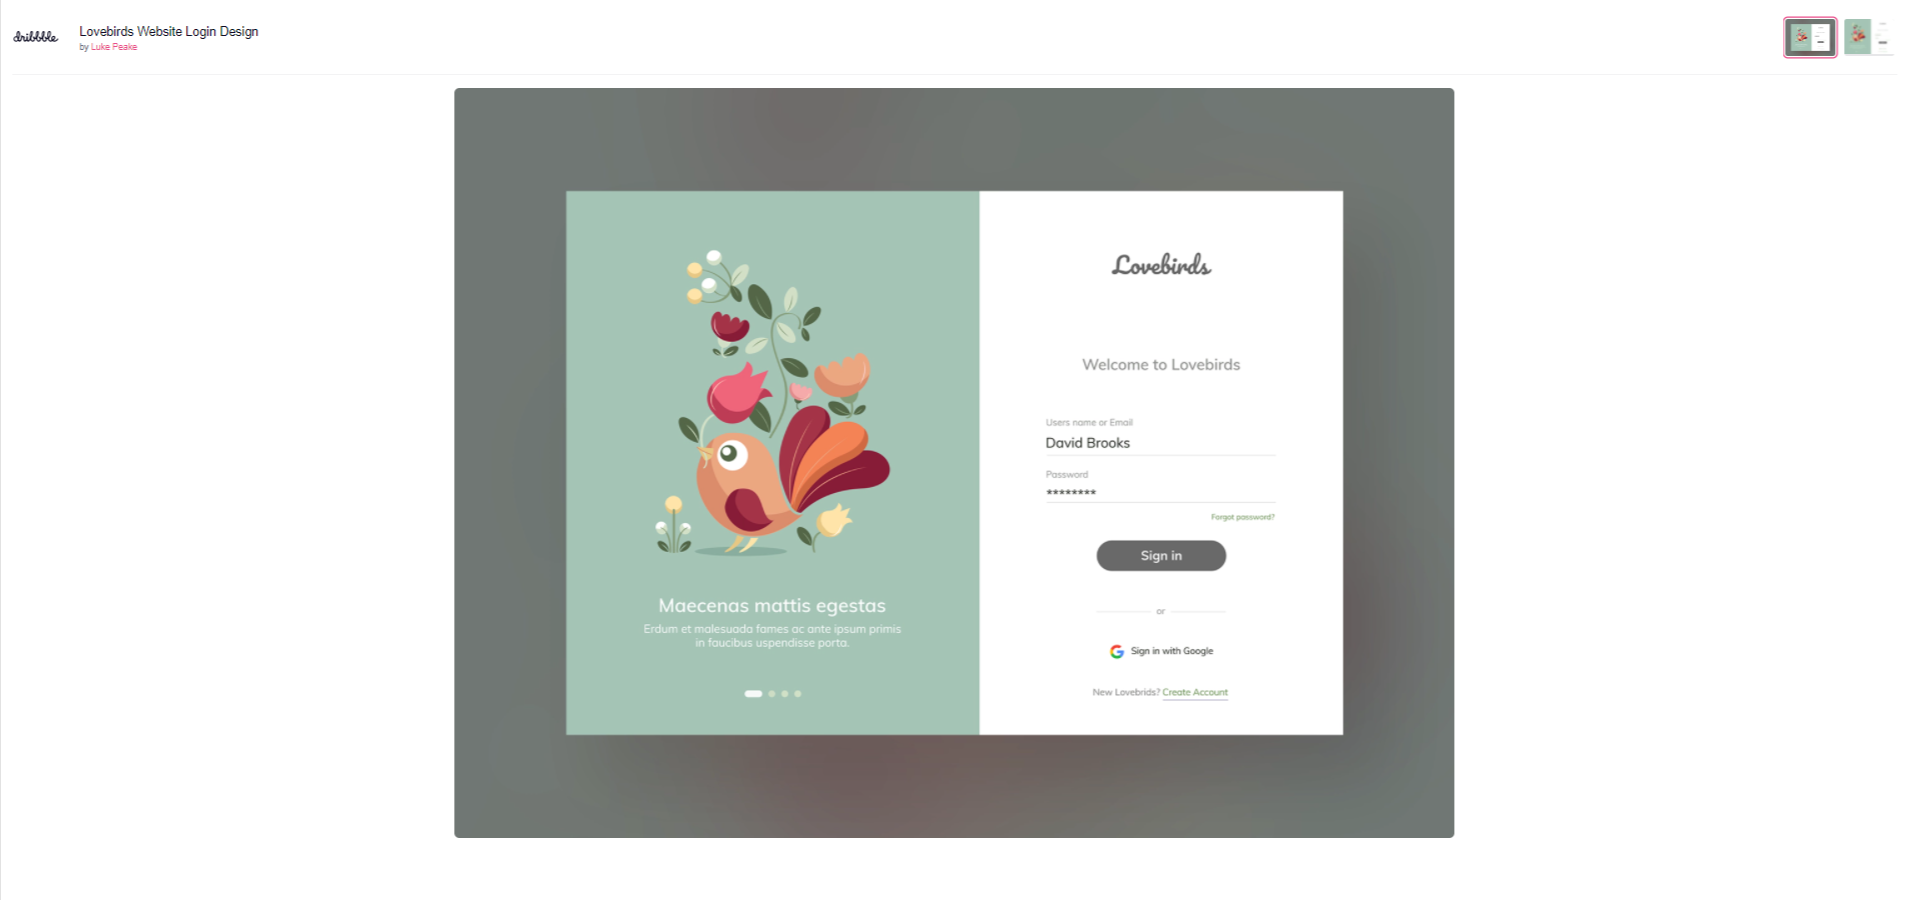 dribbble
Lovebirds Website Login Design
by Luke Peake
Lovebirds
Welcome to Lovebirds
Users name or Email
David Brooks
Password
********
Forgot password?
Sign in
or
Sign in with Google
New Lovebrids? Create Account
Maecenas mattis egestas
Erdum et malesuada fames ac ante ipsum primis
in faucibus uspendisse porta.